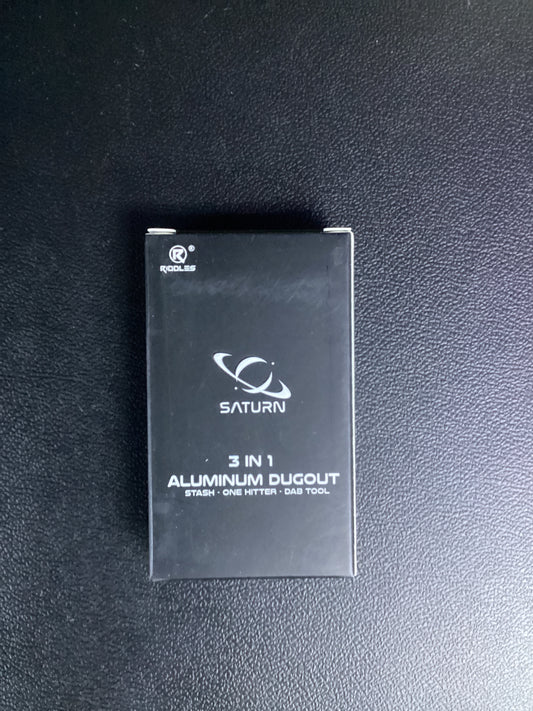 R®
RIDDLES
SATURN
3 IN 1
ALUMINUM DUGOUT
STASH · ONE HITTER · DAB TOOL